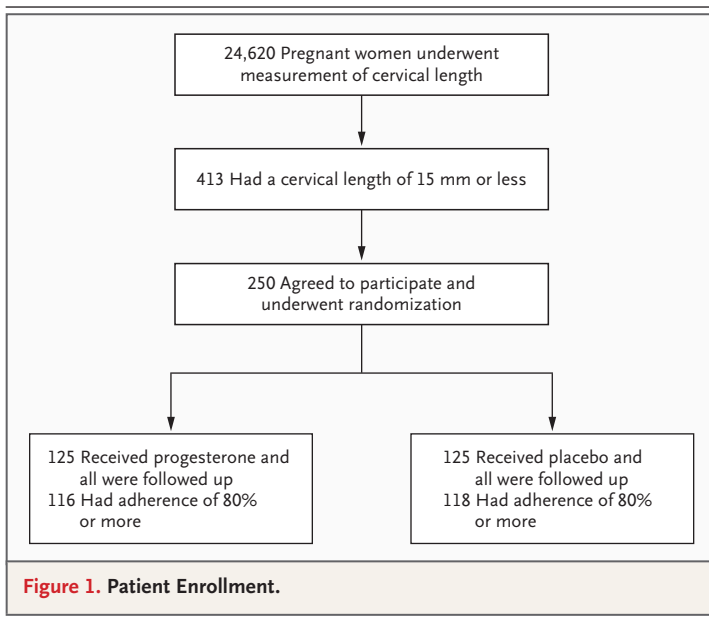 24,620 Pregnant women underwent
measurement of cervical length
413 Had a cervical length of 15 mm or less
250 Agreed to participate and
underwent randomization
125 Received progesterone and
all were followed up
116 Had adherence of 80%
or more
125 Received placebo and
all were followed up
118 Had adherence of 80%
or more
Figure 1. Patient Enrollment.